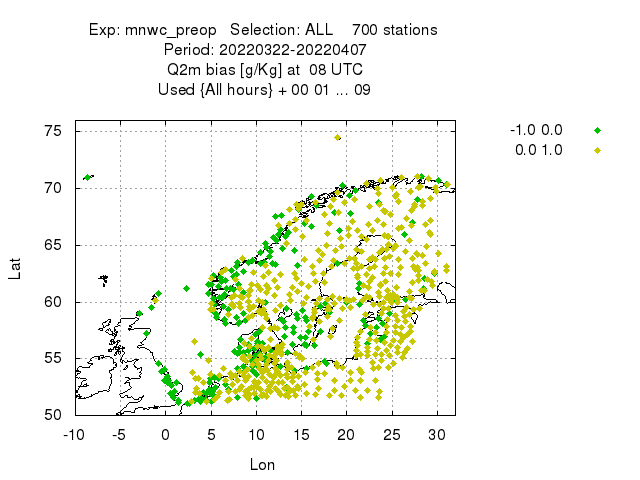 Exp: mnwc_preop Selection: ALL 700 stations
Period: 20220322-20220407
Q2m bias [g/Kg] at 08 UTC
Used {All hours} + 00 01 ... 09
-1.0 0.0
0.0 1.0
75
70
65
60
55
50
Lat
-10 -5 0 5 10 15 20 25 30
Lon